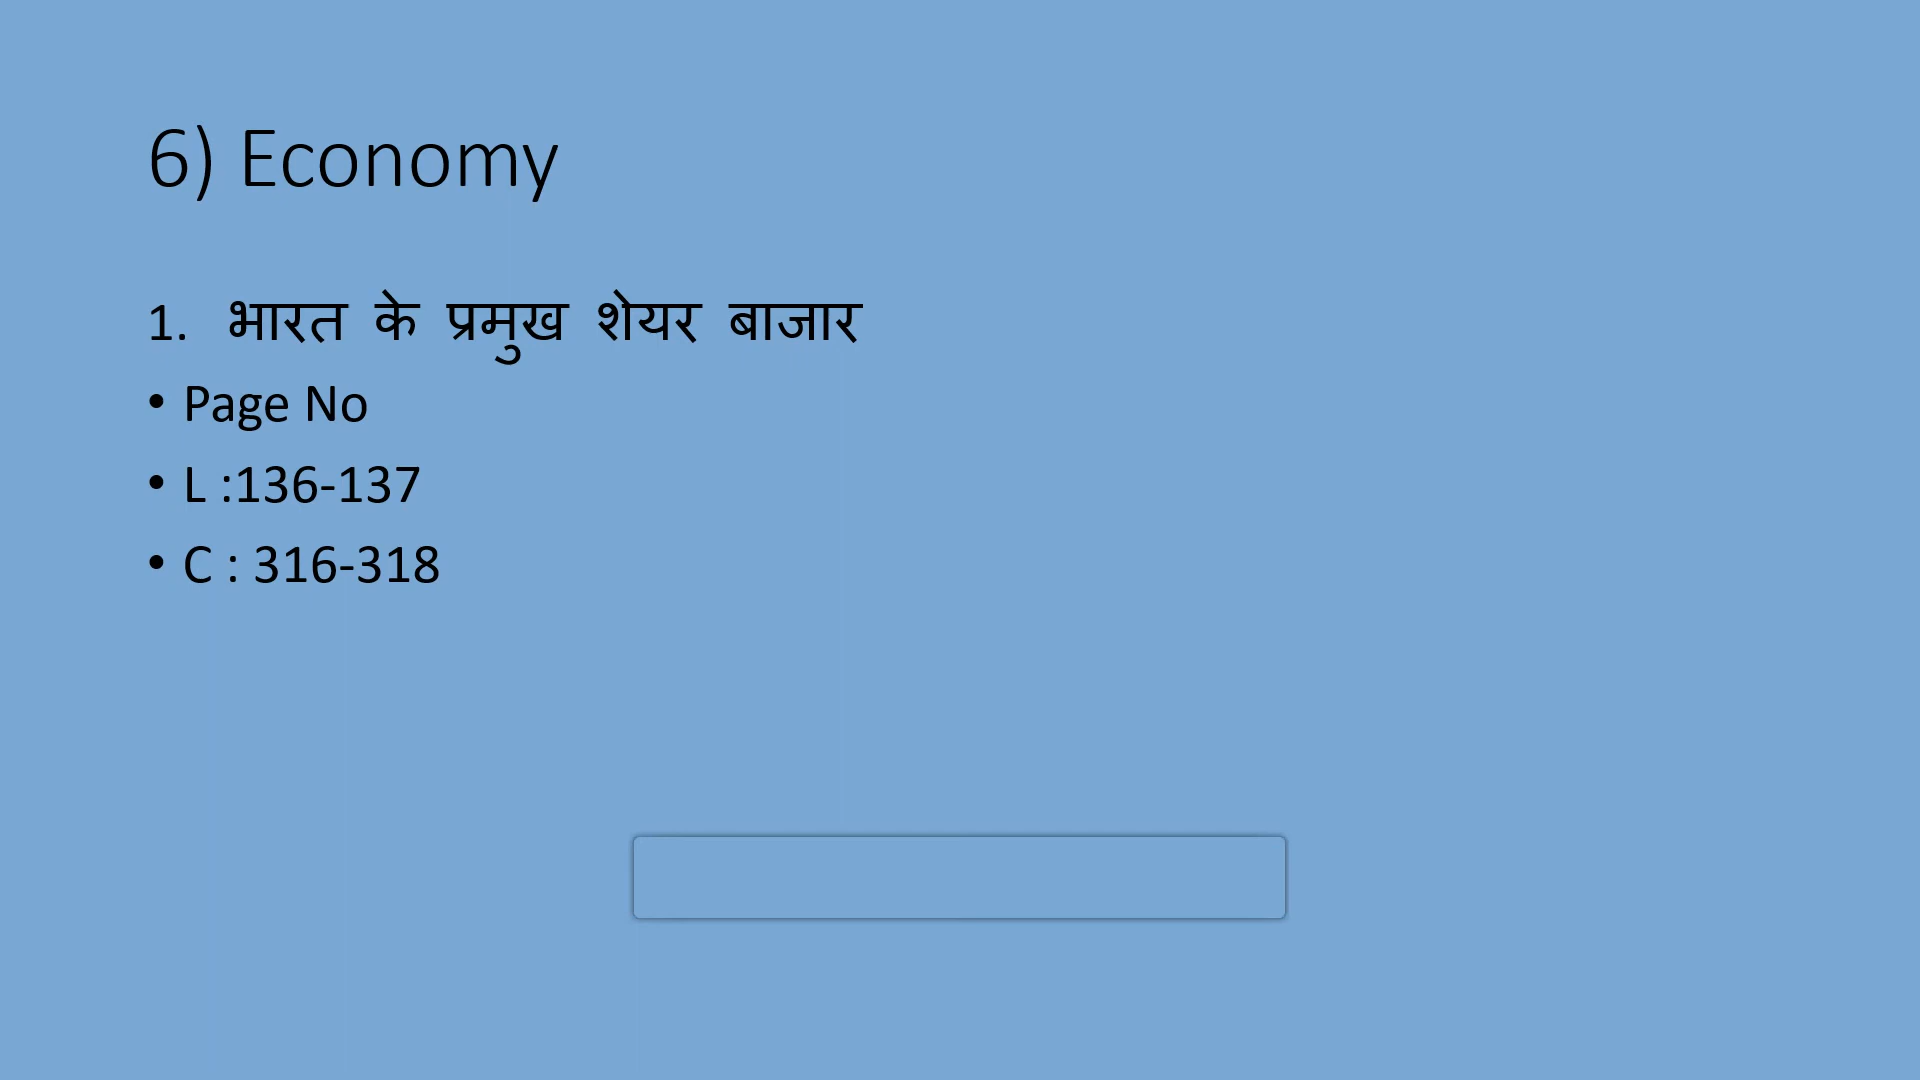 6) Economy
1. भारत के प्रमुख शेयर बाजार
• Page No
• L :136-137
• C : 316-318